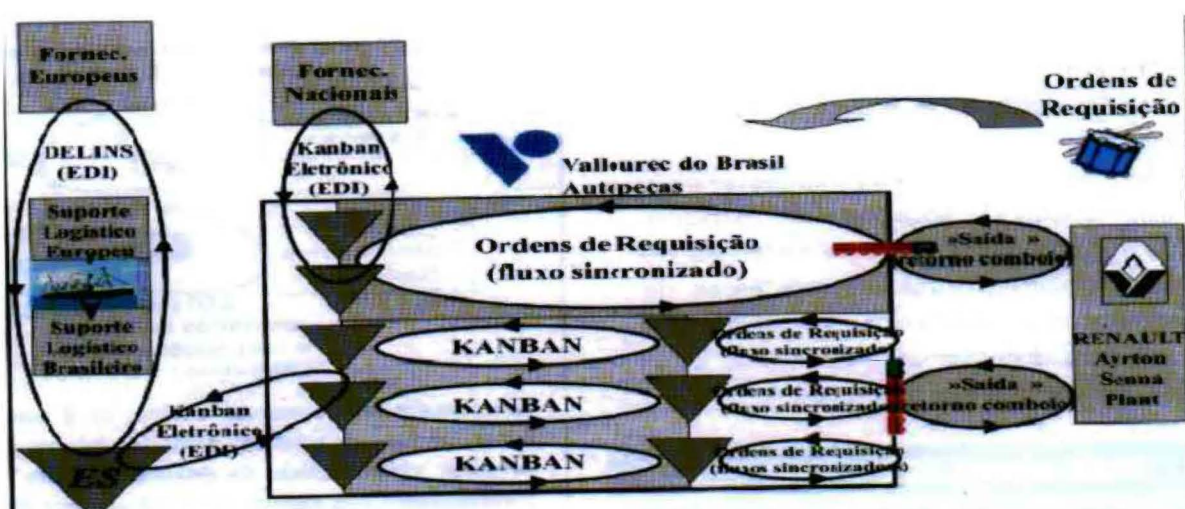 Fornec.
Europeus
DELINS
(EDI)
Suporte
Logístico
Europeu
Suporte
Logístico
Brasileiro
ES
Fornec.
Nacionais
Kanban
Eletrônico
(EDI)
Kanban
Eletrônico
(EDI)
Vallourec do Brasil
Autopeças
Ordens de Requisição
(fluxo sincronizado)
KANBAN
KANBAN
KANBAN
Ordens de Requisição
(fluxo sincronizado
Ordens de Requisição
(fluxo sincronizado
Ordens de Requisição
(fluxos sincronizados)
Ordens de
Requisição
»Saída »
retorno comboio
»Saída »
retorno comboio
RENAULT
Ayrton
Senna
Plant